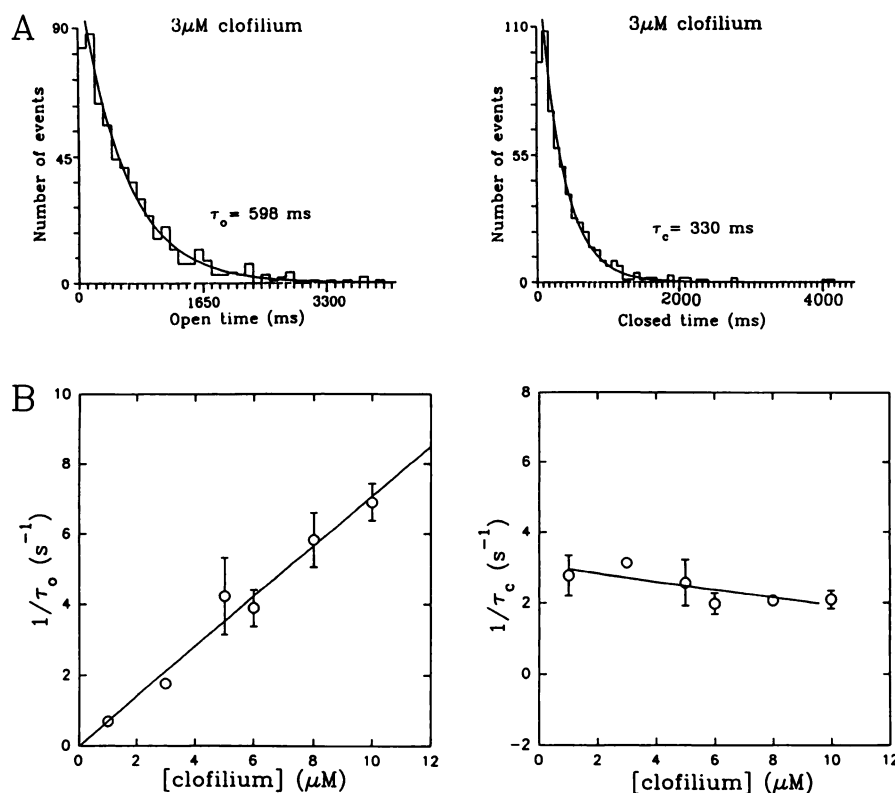 A
3μM clofilium
90
45
0
Number of events
τo= 598 ms
0 1650 3300
Open time (ms)
3μM clofilium
110
55
0
Number of events
τc= 330 ms
0 2000 4000
Closed time (ms)
B
10
8
6
4
2
0
1/τo (s⁻¹)
0 2 4 6 8 10 12
[clofilium] (μM)
8
6
4
2
0
-2
1/τc (s⁻¹)
0 2 4 6 8 10 12
[clofilium] (μM)